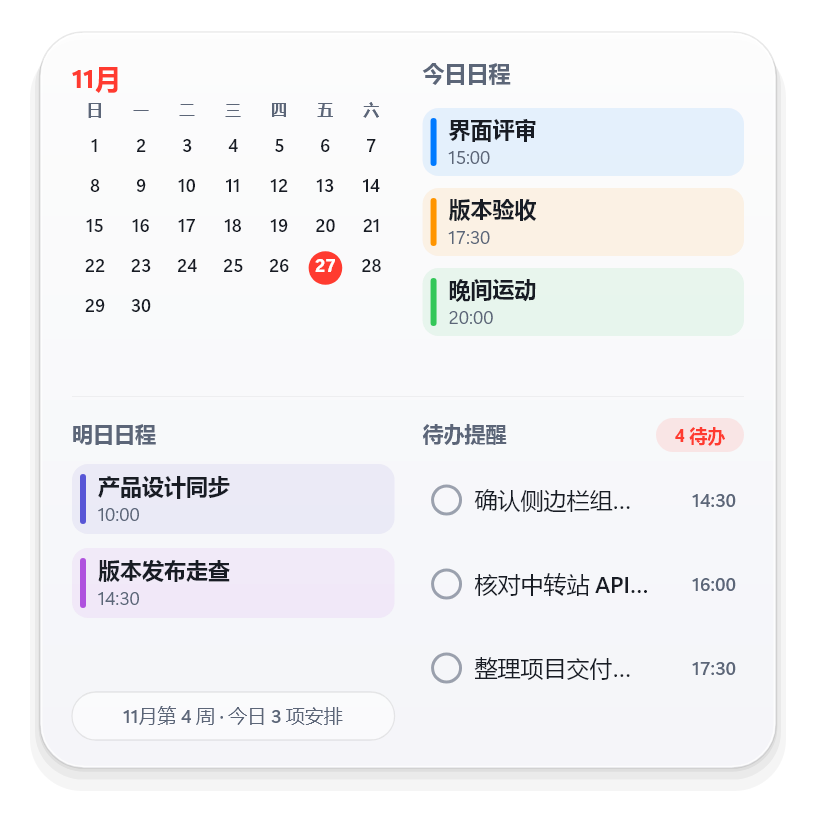 11月
日 一 二 三 四 五 六
1 2 3 4 5 6 7
8 9 10 11 12 13 14
15 16 17 18 19 20 21
22 23 24 25 26 27 28
29 30
今日日程
界面评审
15:00
版本验收
17:30
晚间运动
20:00
明日日程
产品设计同步
10:00
版本发布走查
14:30
11月第 4 周 · 今日 3 项安排
待办提醒
4 待办
确认侧边栏组... 14:30
核对中转站 API... 16:00
整理项目交付... 17:30